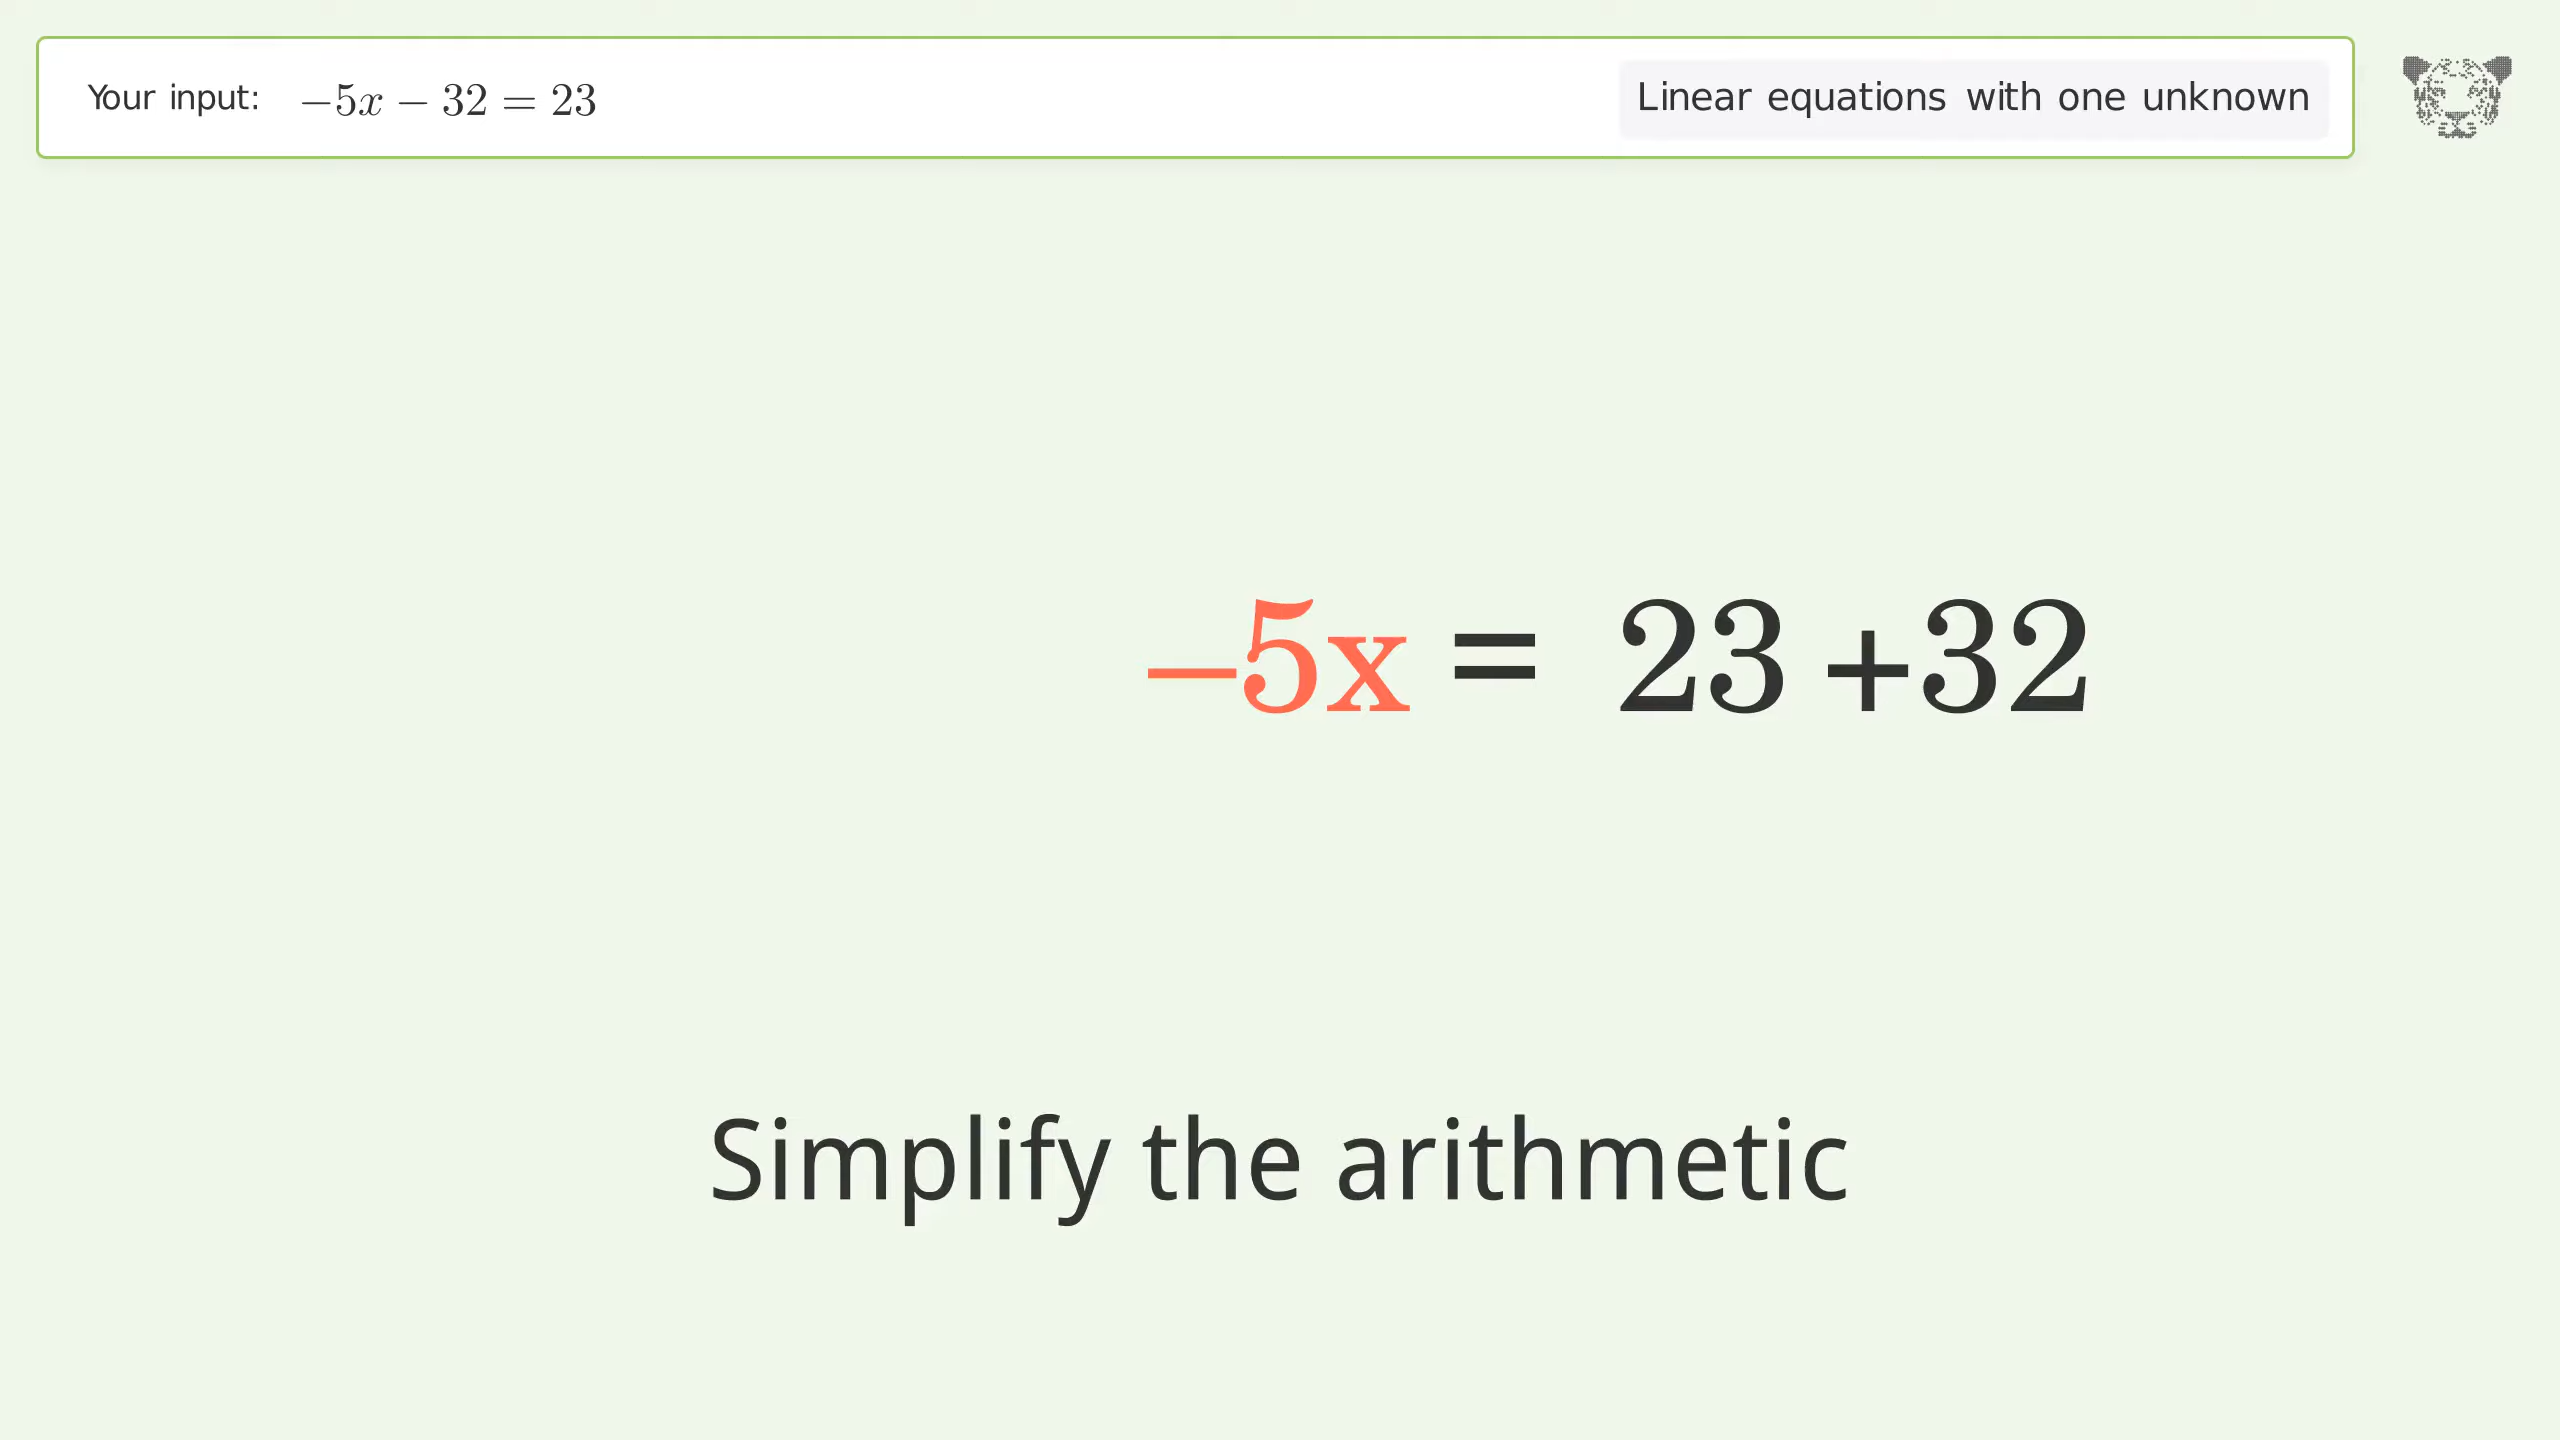 Your input: −5x − 32 = 23
Linear equations with one unknown
−5x = 23 +32
Simplify the arithmetic